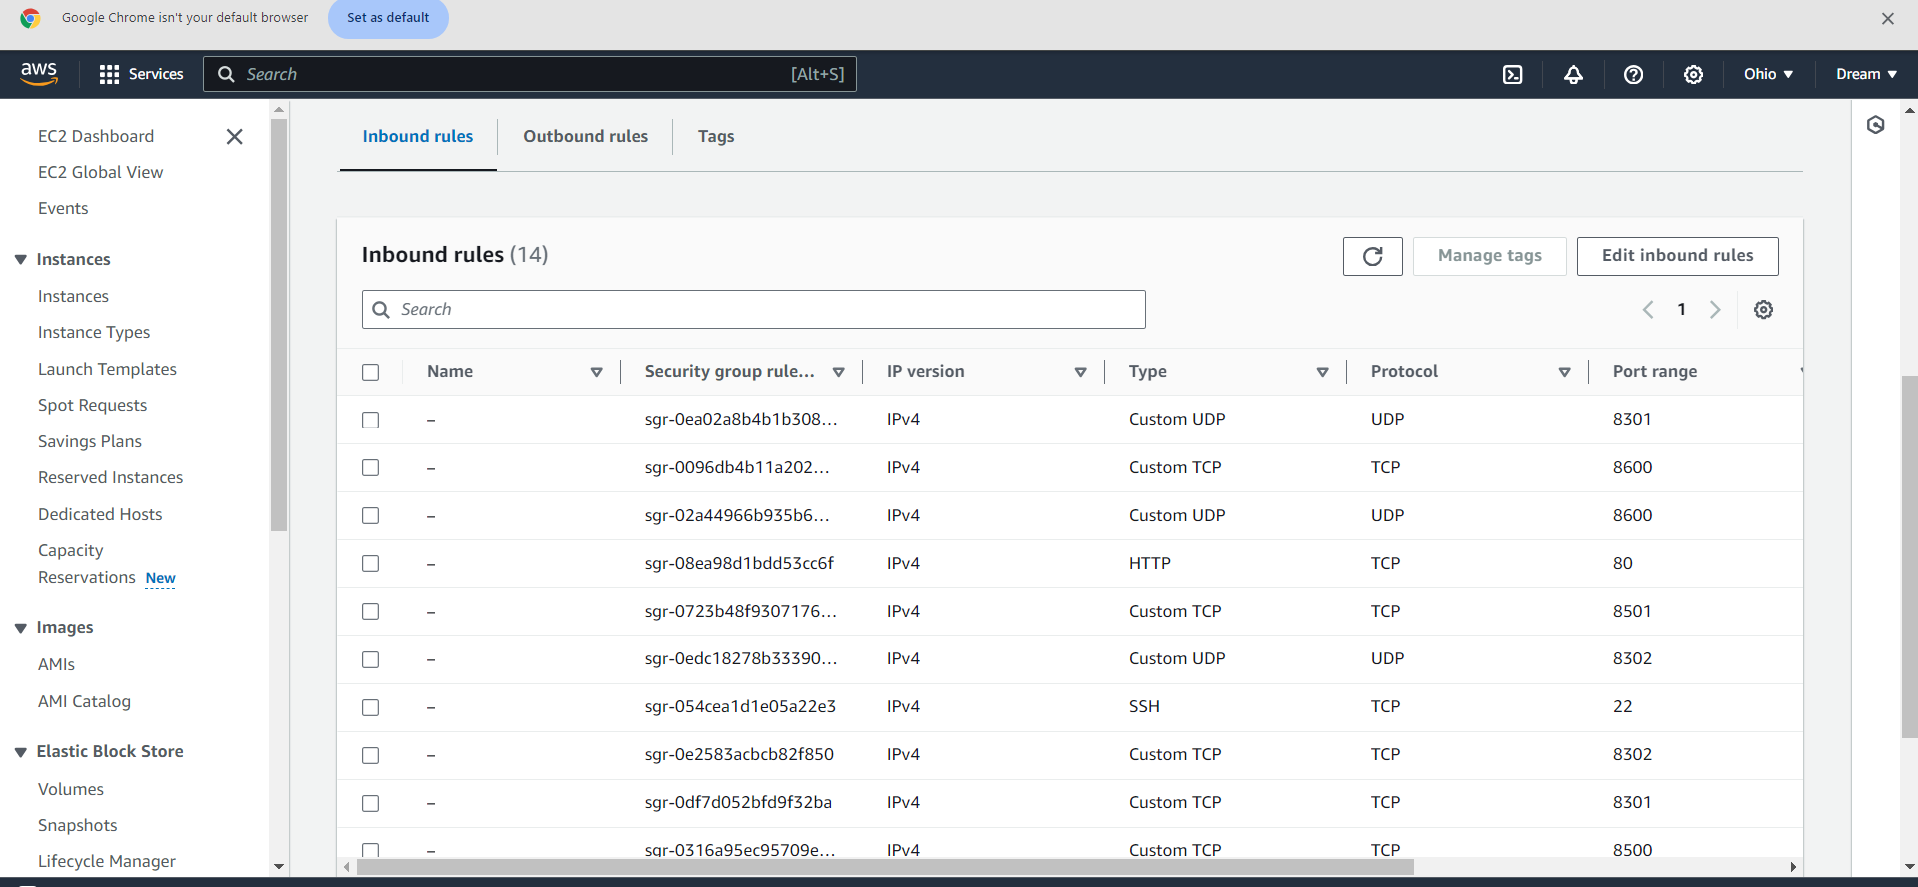 Google Chrome isn't your default browser Set as default
aws Services Search [Alt+S] Ohio Dream
EC2 Dashboard
EC2 Global View
Events
Instances
Instances
Instance Types
Launch Templates
Spot Requests
Savings Plans
Reserved Instances
Dedicated Hosts
Capacity
Reservations New
Images
AMIs
AMI Catalog
Elastic Block Store
Volumes
Snapshots
Lifecycle Manager
Inbound rules Outbound rules Tags
Inbound rules (14) Manage tags Edit inbound rules
Search 1
Name Security group rule... IP version Type Protocol Port range
– sgr-0ea02a8b4b1b308... IPv4 Custom UDP UDP 8301
– sgr-0096db4b11a202... IPv4 Custom TCP TCP 8600
– sgr-02a44966b935b6... IPv4 Custom UDP UDP 8600
– sgr-08ea98d1bdd53cc6f IPv4 HTTP TCP 80
– sgr-0723b48f9307176... IPv4 Custom TCP TCP 8501
– sgr-0edc18278b33390... IPv4 Custom UDP UDP 8302
– sgr-054cea1d1e05a22e3 IPv4 SSH TCP 22
– sgr-0e2583acbcb82f850 IPv4 Custom TCP TCP 8302
– sgr-0df7d052bfd9f32ba IPv4 Custom TCP TCP 8301
– sgr-0316a95ec95709e... IPv4 Custom TCP TCP 8500